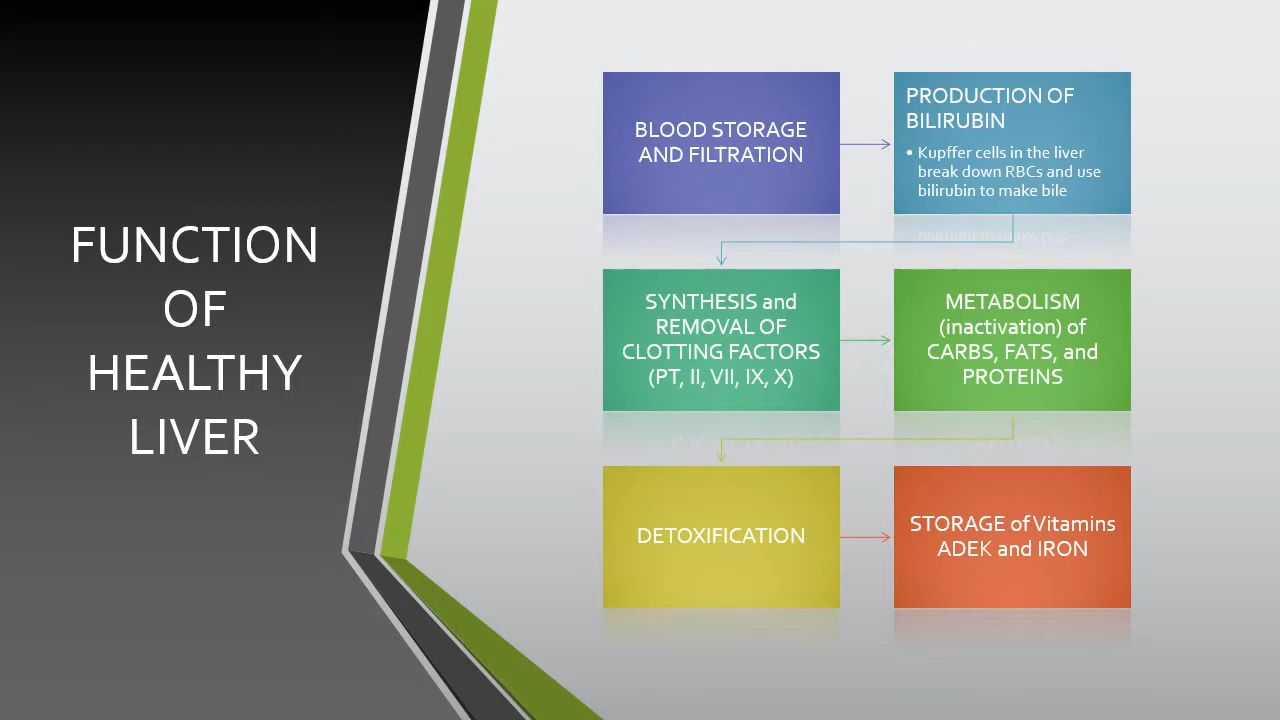 FUNCTION
OF
HEALTHY
LIVER
BLOOD STORAGE
AND FILTRATION
PRODUCTION OF
BILIRUBIN
• Kupffer cells in the liver
break down RBCs and use
bilirubin to make bile
SYNTHESIS and
REMOVAL OF
CLOTTING FACTORS
(PT, II, VII, IX, X)
METABOLISM
(inactivation) of
CARBS, FATS, and
PROTEINS
DETOXIFICATION
STORAGE of Vitamins
ADEK and IRON